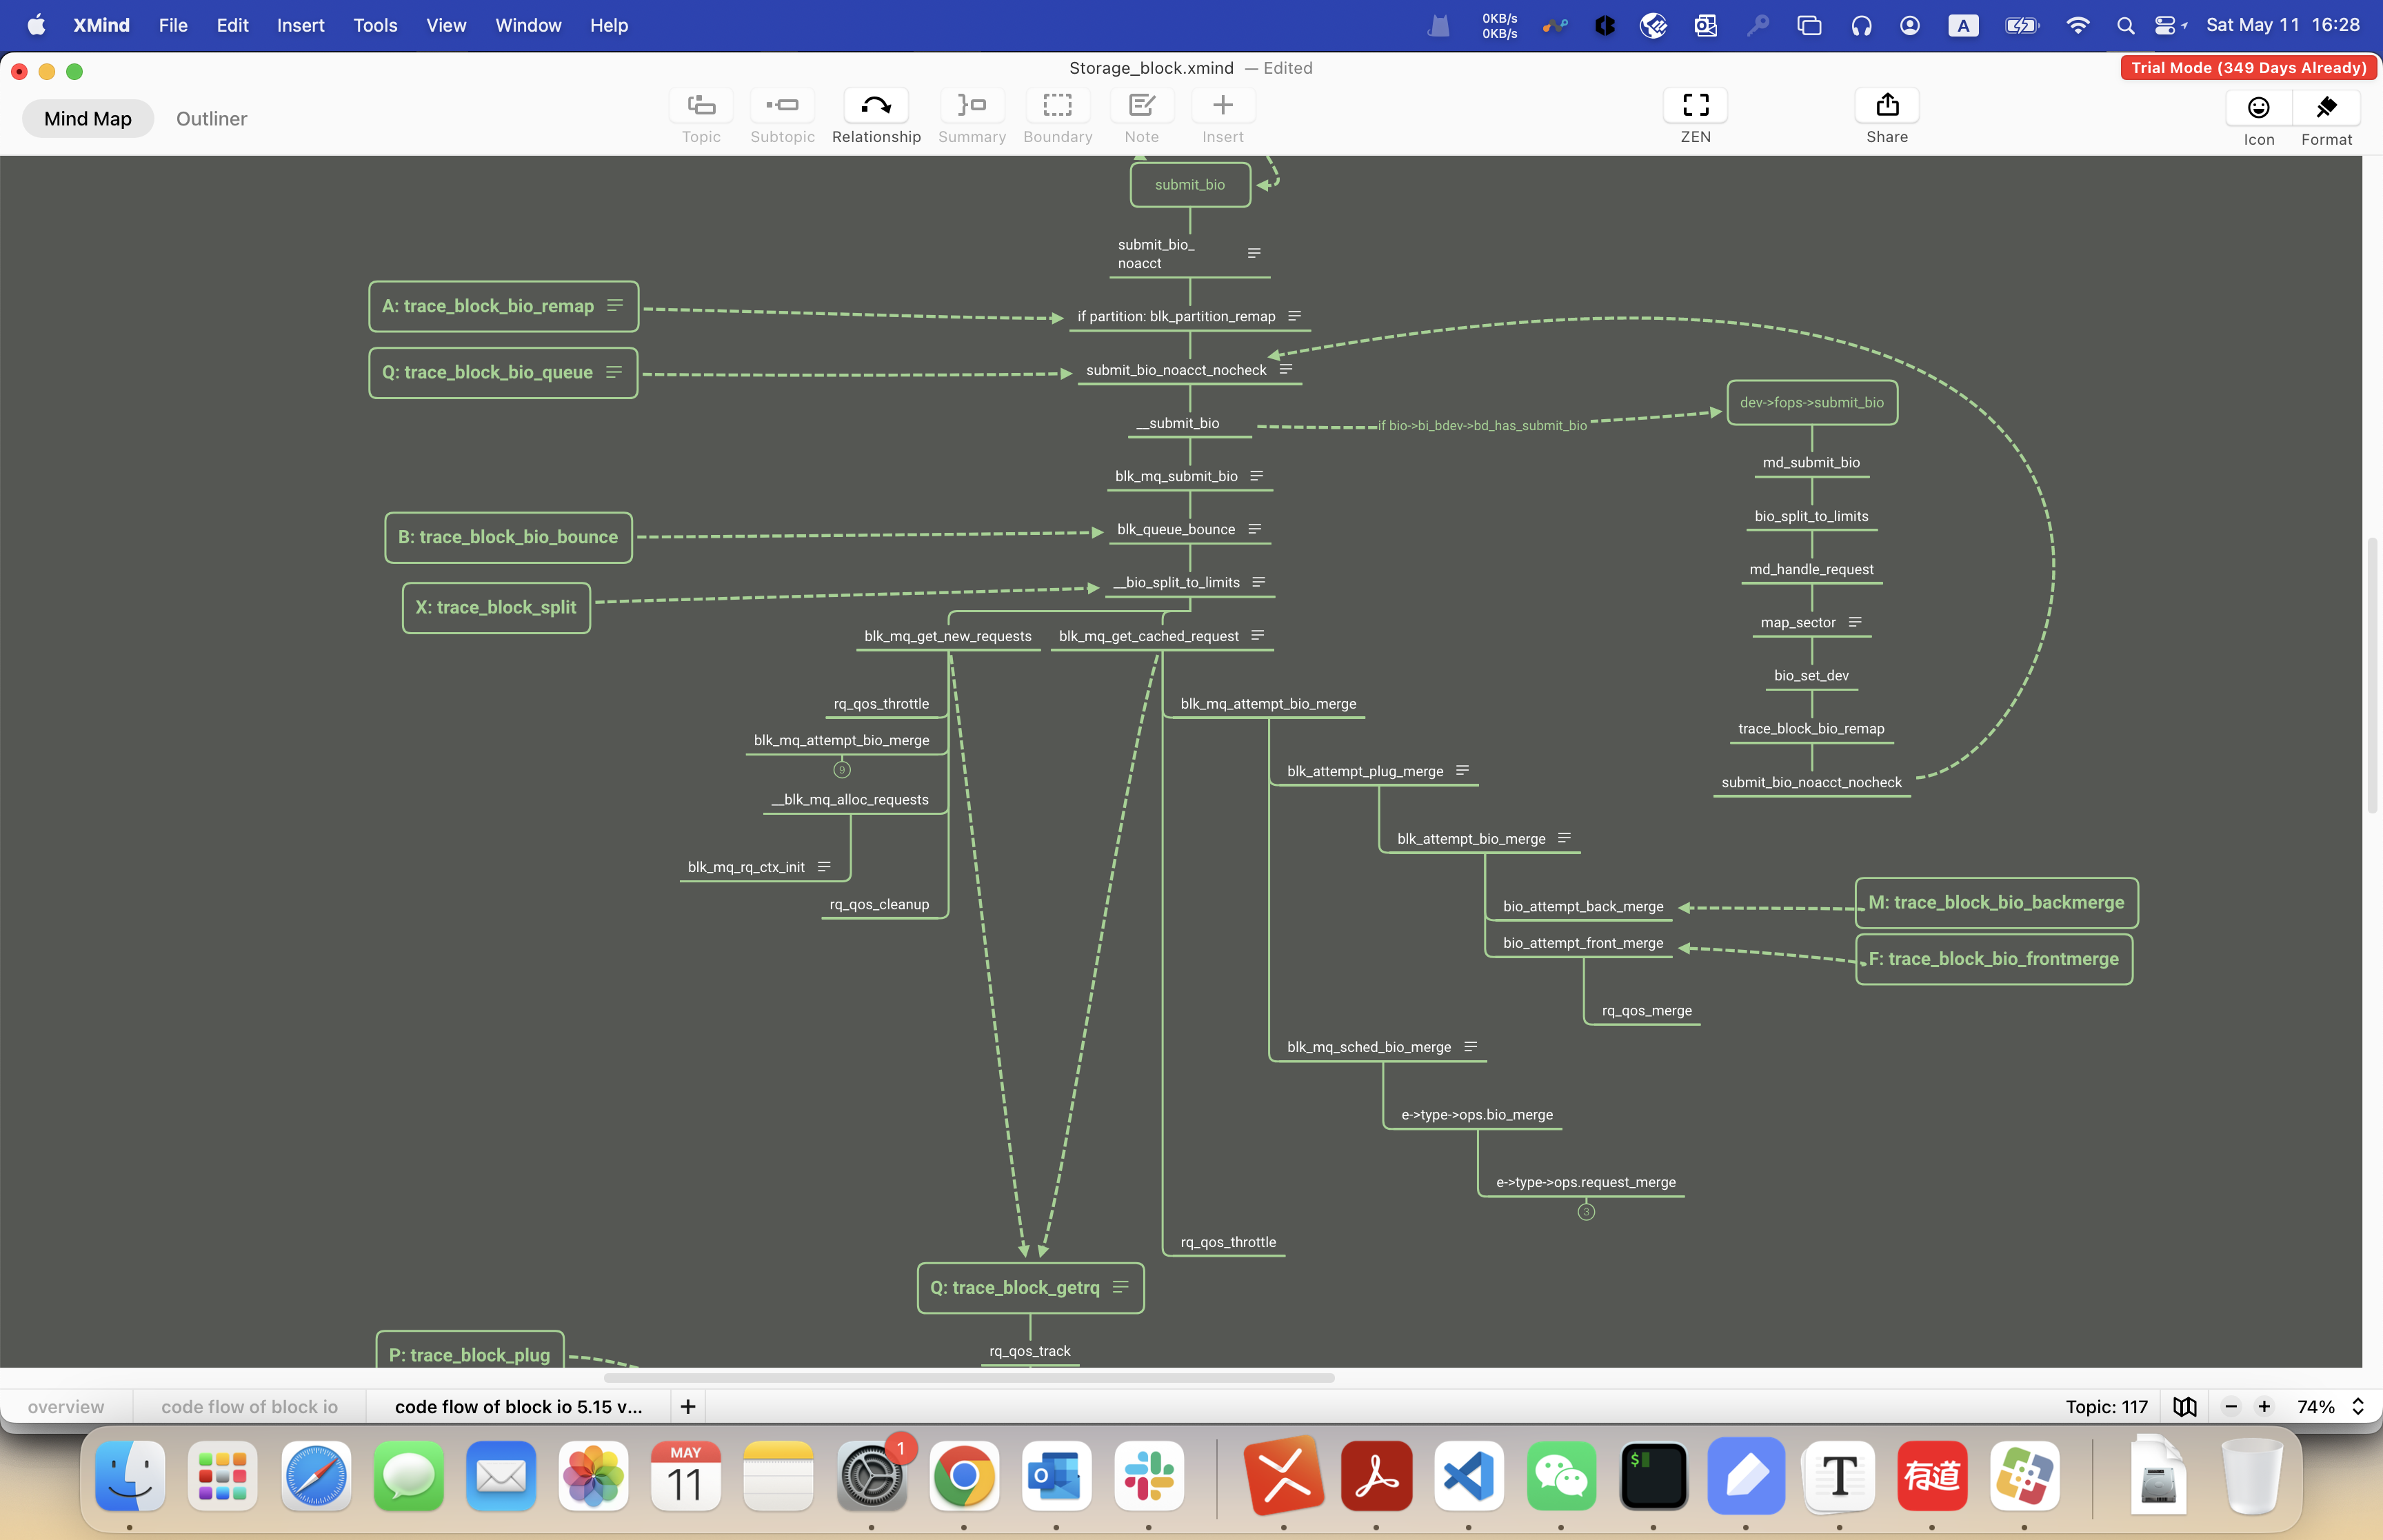 XMind File Edit Insert Tools View Window Help
0KB/s
0KB/s
A
Sat May 11 16:28
Storage_block.xmind — Edited
Trial Mode (349 Days Already)
Mind Map Outliner
Topic Subtopic Relationship Summary Boundary Note Insert ZEN Share Icon Format
submit_bio
submit_bio_
noacct
A: trace_block_bio_remap
if partition: blk_partition_remap
Q: trace_block_bio_queue
submit_bio_noacct_nocheck
dev->fops->submit_bio
__submit_bio
if bio->bi_bdev->bd_has_submit_bio
md_submit_bio
blk_mq_submit_bio
bio_split_to_limits
B: trace_block_bio_bounce
blk_queue_bounce
md_handle_request
__bio_split_to_limits
X: trace_block_split
map_sector
blk_mq_get_new_requests
blk_mq_get_cached_request
bio_set_dev
rq_qos_throttle
blk_mq_attempt_bio_merge
trace_block_bio_remap
blk_mq_attempt_bio_merge
9
blk_attempt_plug_merge
submit_bio_noacct_nocheck
__blk_mq_alloc_requests
blk_attempt_bio_merge
blk_mq_rq_ctx_init
rq_qos_cleanup
bio_attempt_back_merge
M: trace_block_bio_backmerge
bio_attempt_front_merge
F: trace_block_bio_frontmerge
rq_qos_merge
blk_mq_sched_bio_merge
e->type->ops.bio_merge
e->type->ops.request_merge
3
rq_qos_throttle
Q: trace_block_getrq
rq_qos_track
P: trace_block_plug
overview
code flow of block io
code flow of block io 5.15 v...
Topic: 117
74%
MAY
11
1
有道
T
$